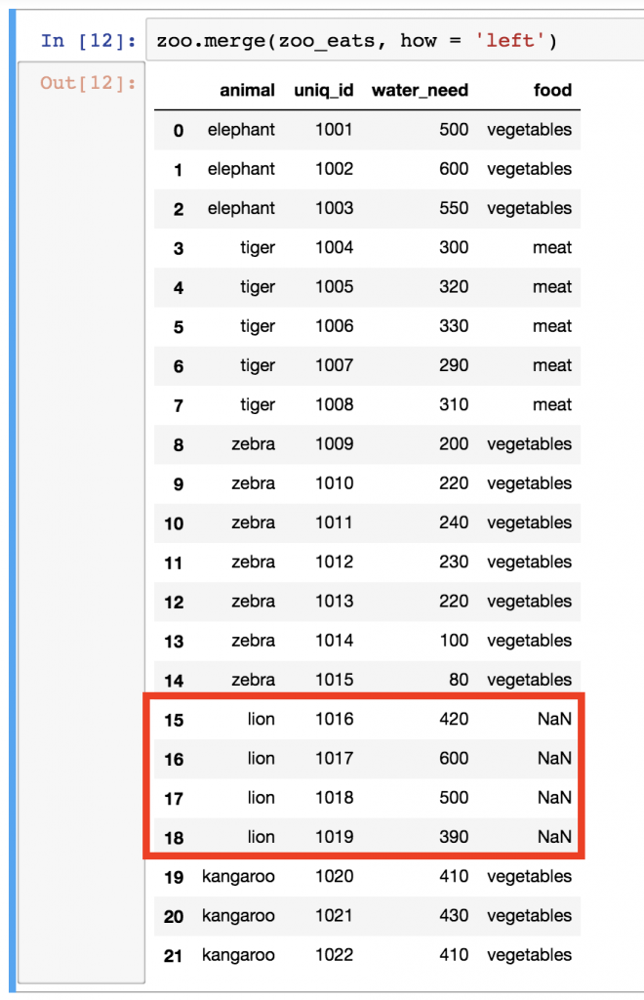 In [12]: zoo.merge(zoo_eats, how = 'left')
Out[12]:
animal uniq_id water_need food
0 elephant 1001 500 vegetables
1 elephant 1002 600 vegetables
2 elephant 1003 550 vegetables
3 tiger 1004 300 meat
4 tiger 1005 320 meat
5 tiger 1006 330 meat
6 tiger 1007 290 meat
7 tiger 1008 310 meat
8 zebra 1009 200 vegetables
9 zebra 1010 220 vegetables
10 zebra 1011 240 vegetables
11 zebra 1012 230 vegetables
12 zebra 1013 220 vegetables
13 zebra 1014 100 vegetables
14 zebra 1015 80 vegetables
15 lion 1016 420 NaN
16 lion 1017 600 NaN
17 lion 1018 500 NaN
18 lion 1019 390 NaN
19 kangaroo 1020 410 vegetables
20 kangaroo 1021 430 vegetables
21 kangaroo 1022 410 vegetables